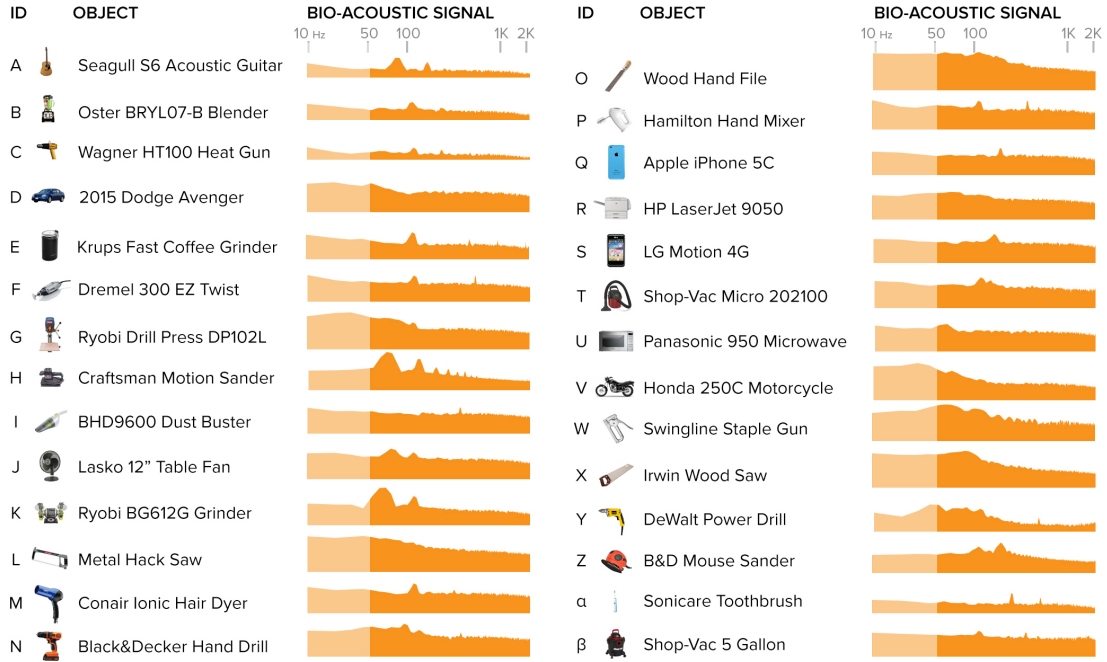 ID OBJECT BIO-ACOUSTIC SIGNAL
10 Hz 50 100 1K 2K
A Seagull S6 Acoustic Guitar
B Oster BRYL07-B Blender
C Wagner HT100 Heat Gun
D 2015 Dodge Avenger
E Krups Fast Coffee Grinder
F Dremel 300 EZ Twist
G Ryobi Drill Press DP102L
H Craftsman Motion Sander
I BHD9600 Dust Buster
J Lasko 12” Table Fan
K Ryobi BG612G Grinder
L Metal Hack Saw
M Conair Ionic Hair Dyer
N Black&Decker Hand Drill
ID OBJECT BIO-ACOUSTIC SIGNAL
10 Hz 50 100 1K 2K
O Wood Hand File
P Hamilton Hand Mixer
Q Apple iPhone 5C
R HP LaserJet 9050
S LG Motion 4G
T Shop-Vac Micro 202100
U Panasonic 950 Microwave
V Honda 250C Motorcycle
W Swingline Staple Gun
X Irwin Wood Saw
Y DeWalt Power Drill
Z B&D Mouse Sander
α Sonicare Toothbrush
β Shop-Vac 5 Gallon